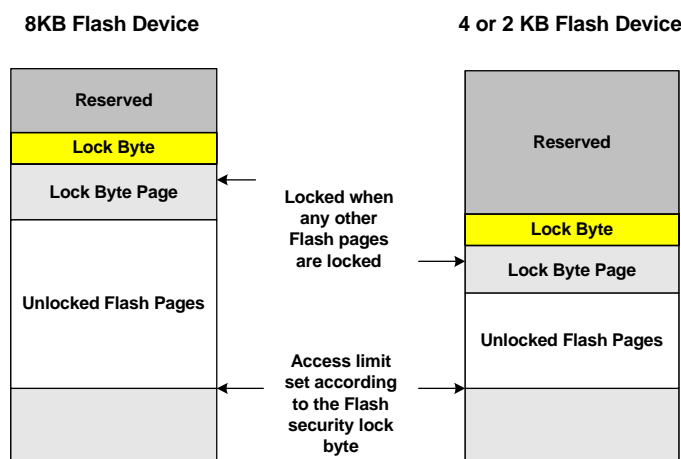 8KB Flash Device
4 or 2 KB Flash Device
Reserved
Lock Byte
Lock Byte Page
Unlocked Flash Pages
Locked when
any other
Flash pages
are locked
Access limit
set according
to the Flash
security lock
byte
Reserved
Lock Byte
Lock Byte Page
Unlocked Flash Pages